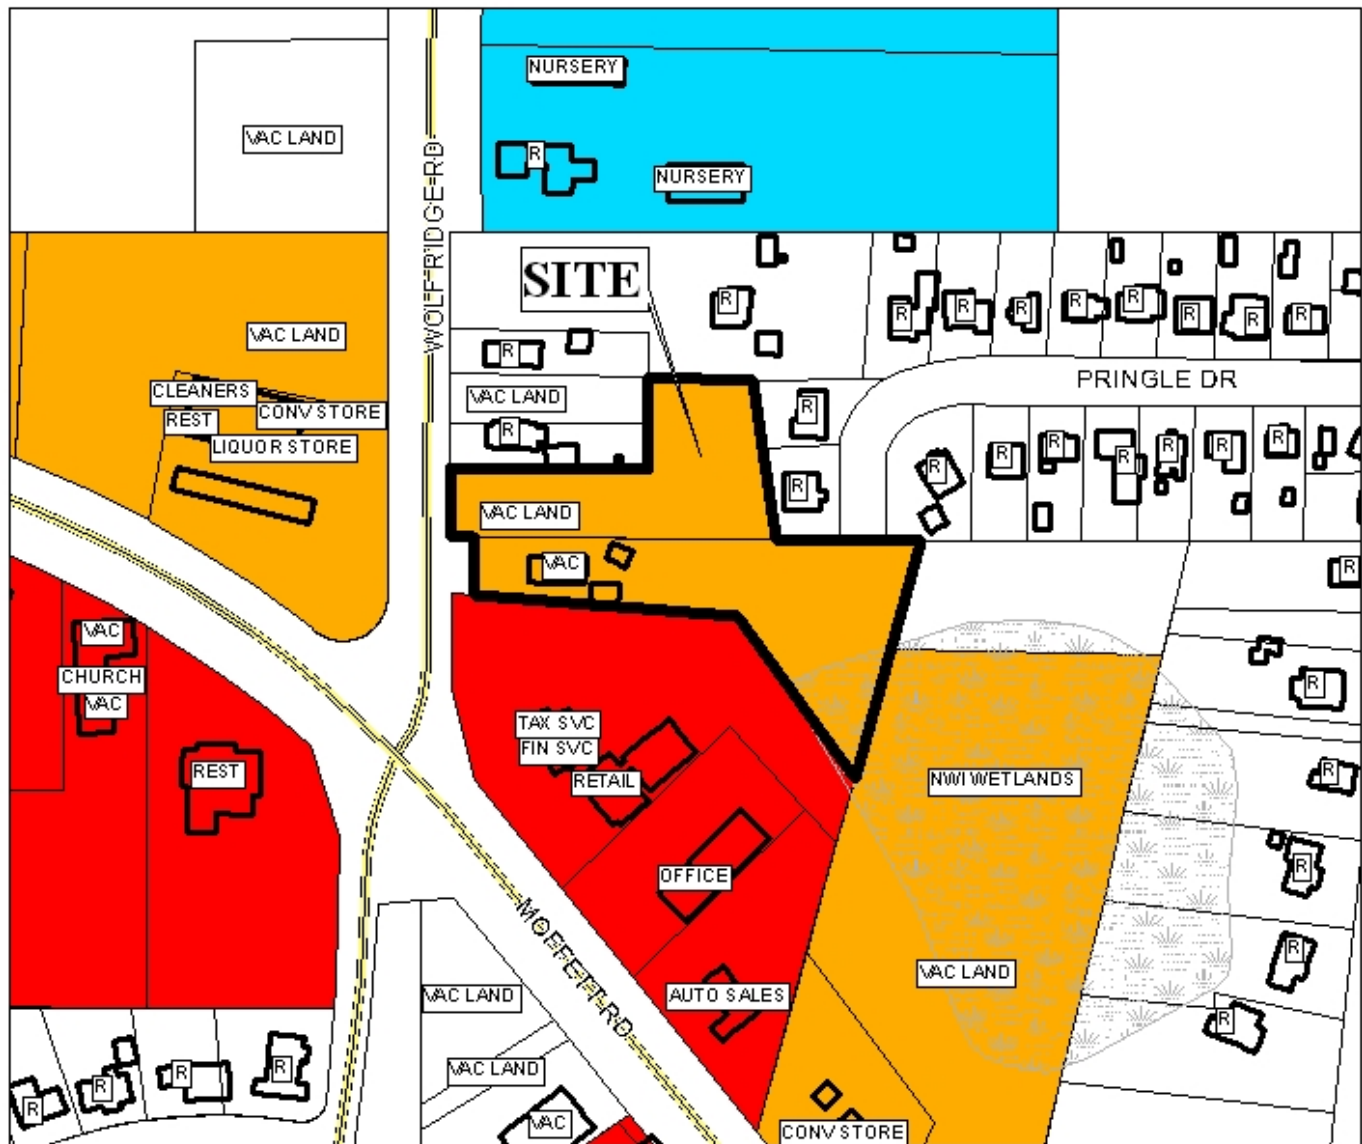 NURSERY
VAC LAND
R
NURSERY
WOLF RIDGE RD
SITE
R
R
R
R
R
R
R
R
R
VAC LAND
R
PRINGLE DR
CLEANERS
VAC LAND
R
CONV STORE
REST
R
LIQUOR STORE
R
R
R
R
R
R
R
R
VAC LAND
VAC
R
VAC
CHURCH
R
VAC
TAX SVC
FIN SVC
REST
RETAIL
NWI WETLANDS
R
OFFICE
R
MOFFETT RD
R
VAC LAND
VAC LAND
AUTO SALES
R
VAC LAND
R
R
R
R
VAC
CONV STORE